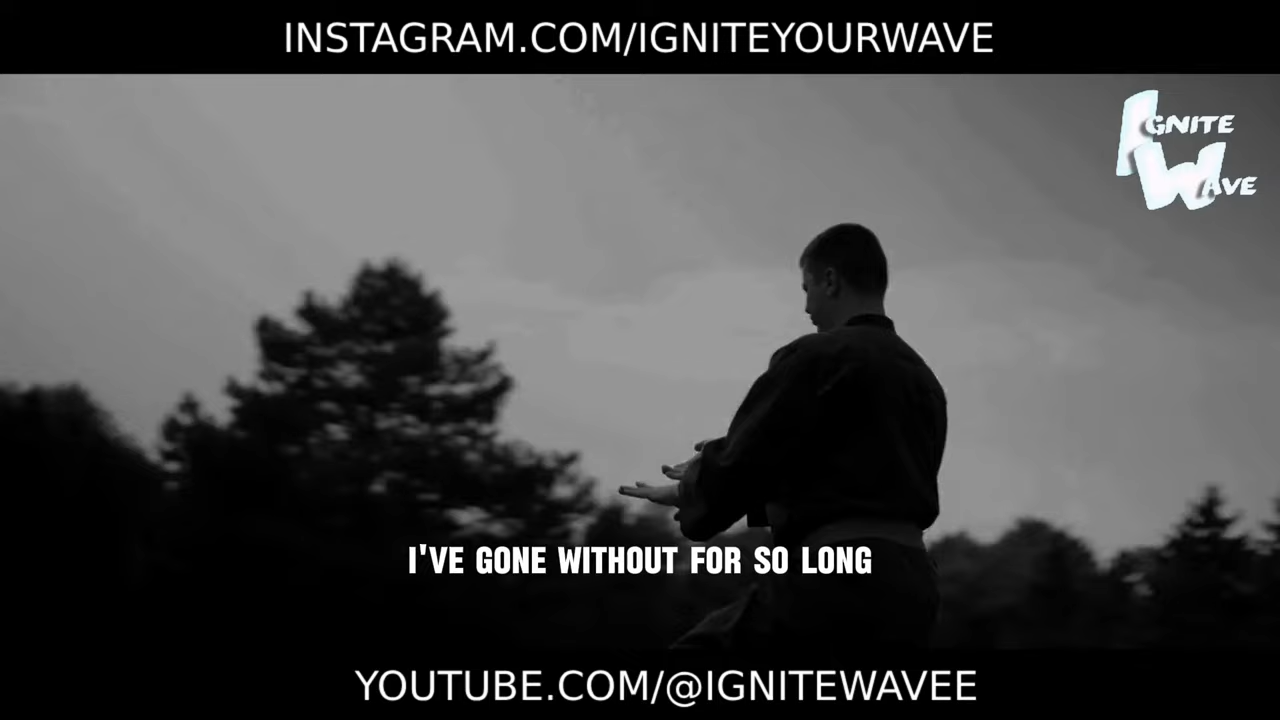 INSTAGRAM.COM/IGNITEYOURWAVE
IGNITE
WAVE
I'VE GONE WITHOUT FOR SO LONG
YOUTUBE.COM/@IGNITEWAVEE